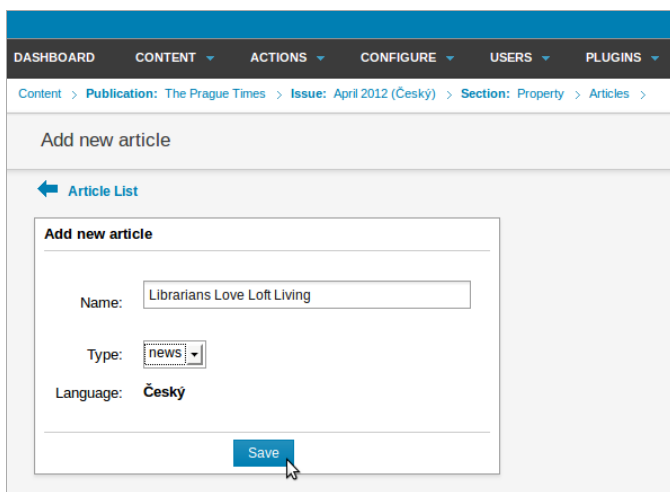 DASHBOARD CONTENT ACTIONS CONFIGURE USERS PLUGINS
Content > Publication: The Prague Times > Issue: April 2012 (Český) > Section: Property > Articles >
Add new article
Article List
Add new article
Name: Librarians Love Loft Living
Type: news
Language: Český
Save